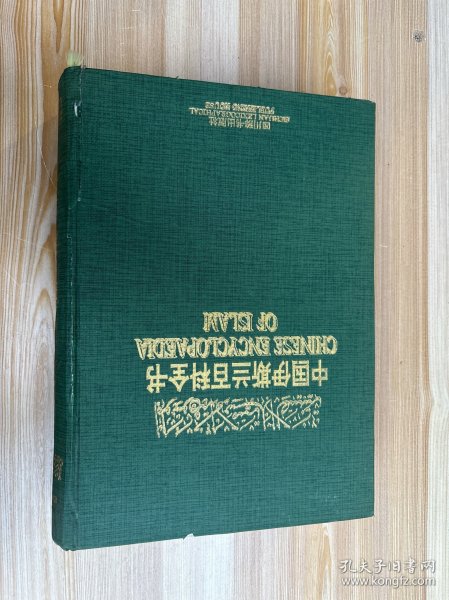 中国伊斯兰百科全书
CHINESE ENCYCLOPAEDIA
OF ISLAM
四川辞书出版社
SICHUAN LEXICOGRAPHICAL
PUBLISHING HOUSE
孔夫子旧书网
www.kongfz.com